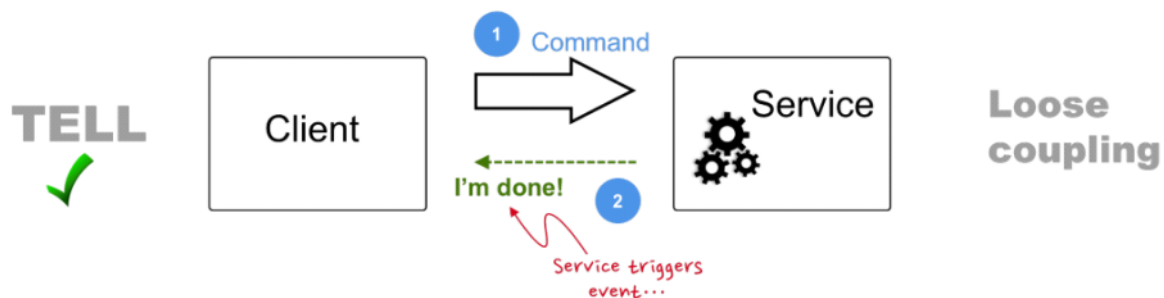 1
Command
TELL
Client
Service
Loose
coupling
I'm done!
2
Service triggers
event...